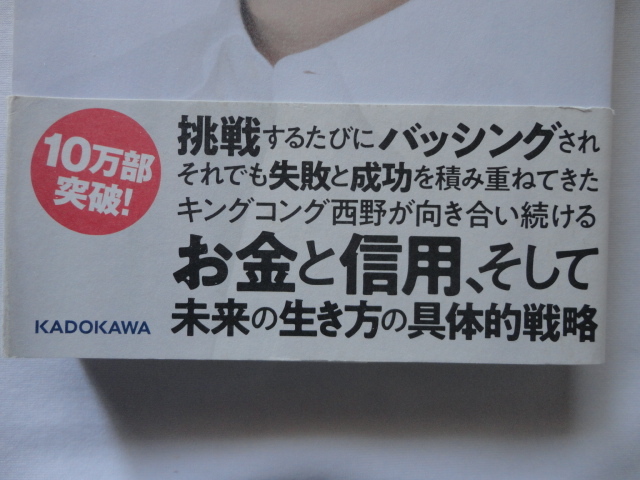 10万部
突破!
挑戦するたびにバッシングされ
それでも失敗と成功を積み重ねてきた
キングコング西野が向き合い続ける
お金と信用、そして
未来の生き方の具体的戦略
KADOKAWA